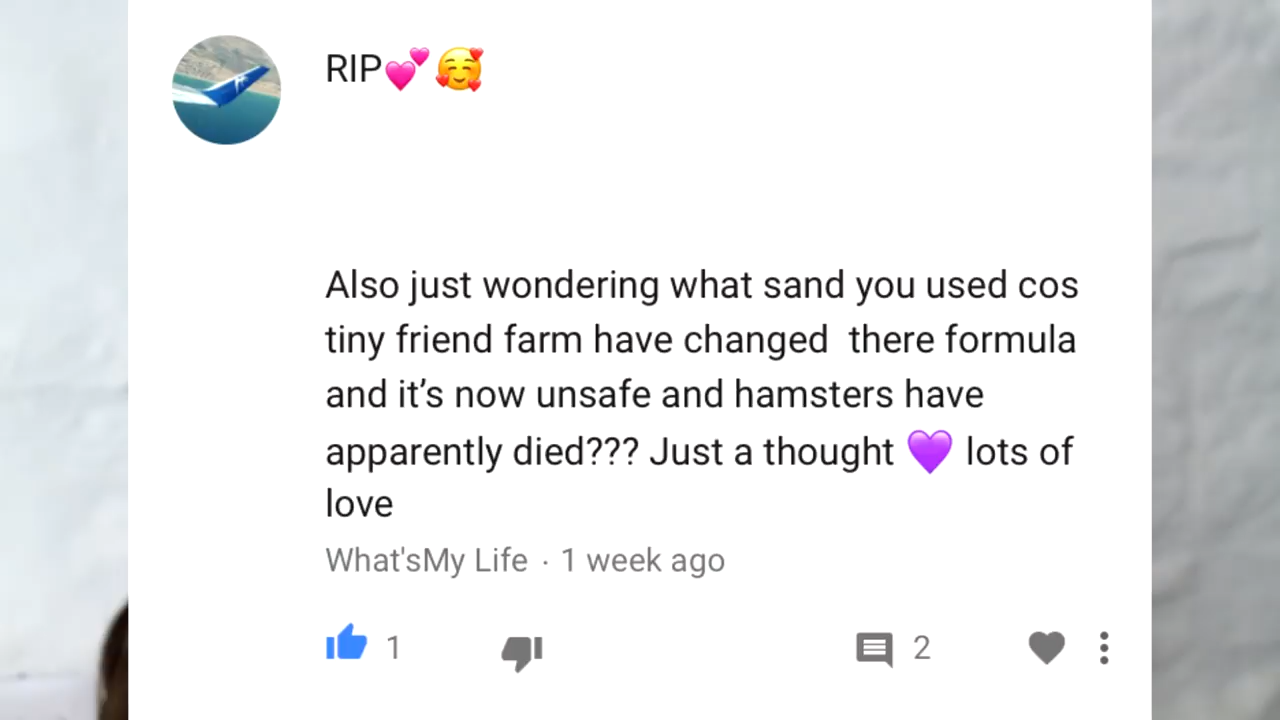 RIP💕🥰
Also just wondering what sand you used cos
tiny friend farm have changed  there formula
and it’s now unsafe and hamsters have
apparently died??? Just a thought 💜 lots of
love
What'sMy Life · 1 week ago
1
2